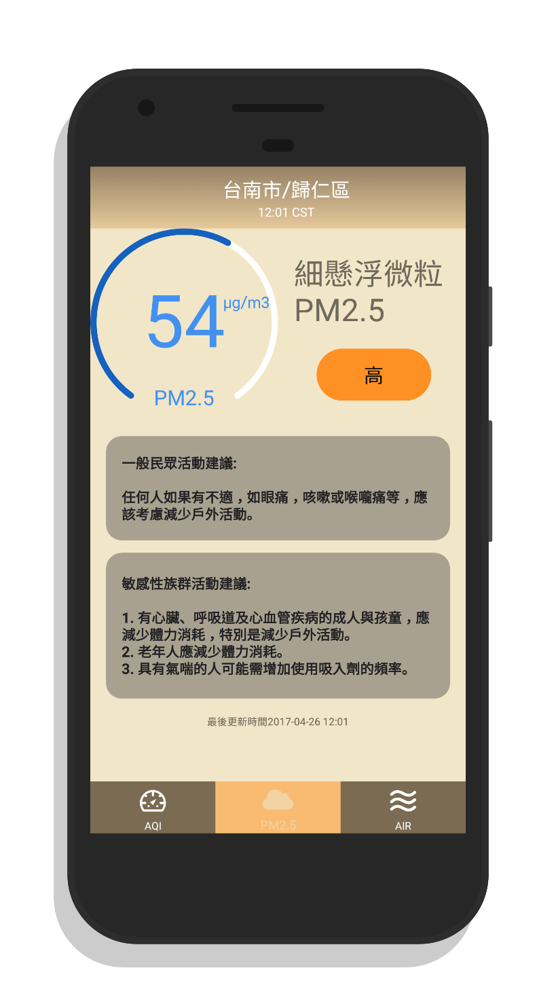 台南市/歸仁區
12:01 CST
54 μg/m3
PM2.5
細懸浮微粒
PM2.5
高
一般民眾活動建議:
任何人如果有不適，如眼痛，咳嗽或喉嚨痛等，應
該考慮減少戶外活動。
敏感性族群活動建議:
1. 有心臟、呼吸道及心血管疾病的成人與孩童，應
減少體力消耗，特別是減少戶外活動。
2. 老年人應減少體力消耗。
3. 具有氣喘的人可能需增加使用吸入劑的頻率。
最後更新時間2017-04-26 12:01
AQI
PM2.5
AIR